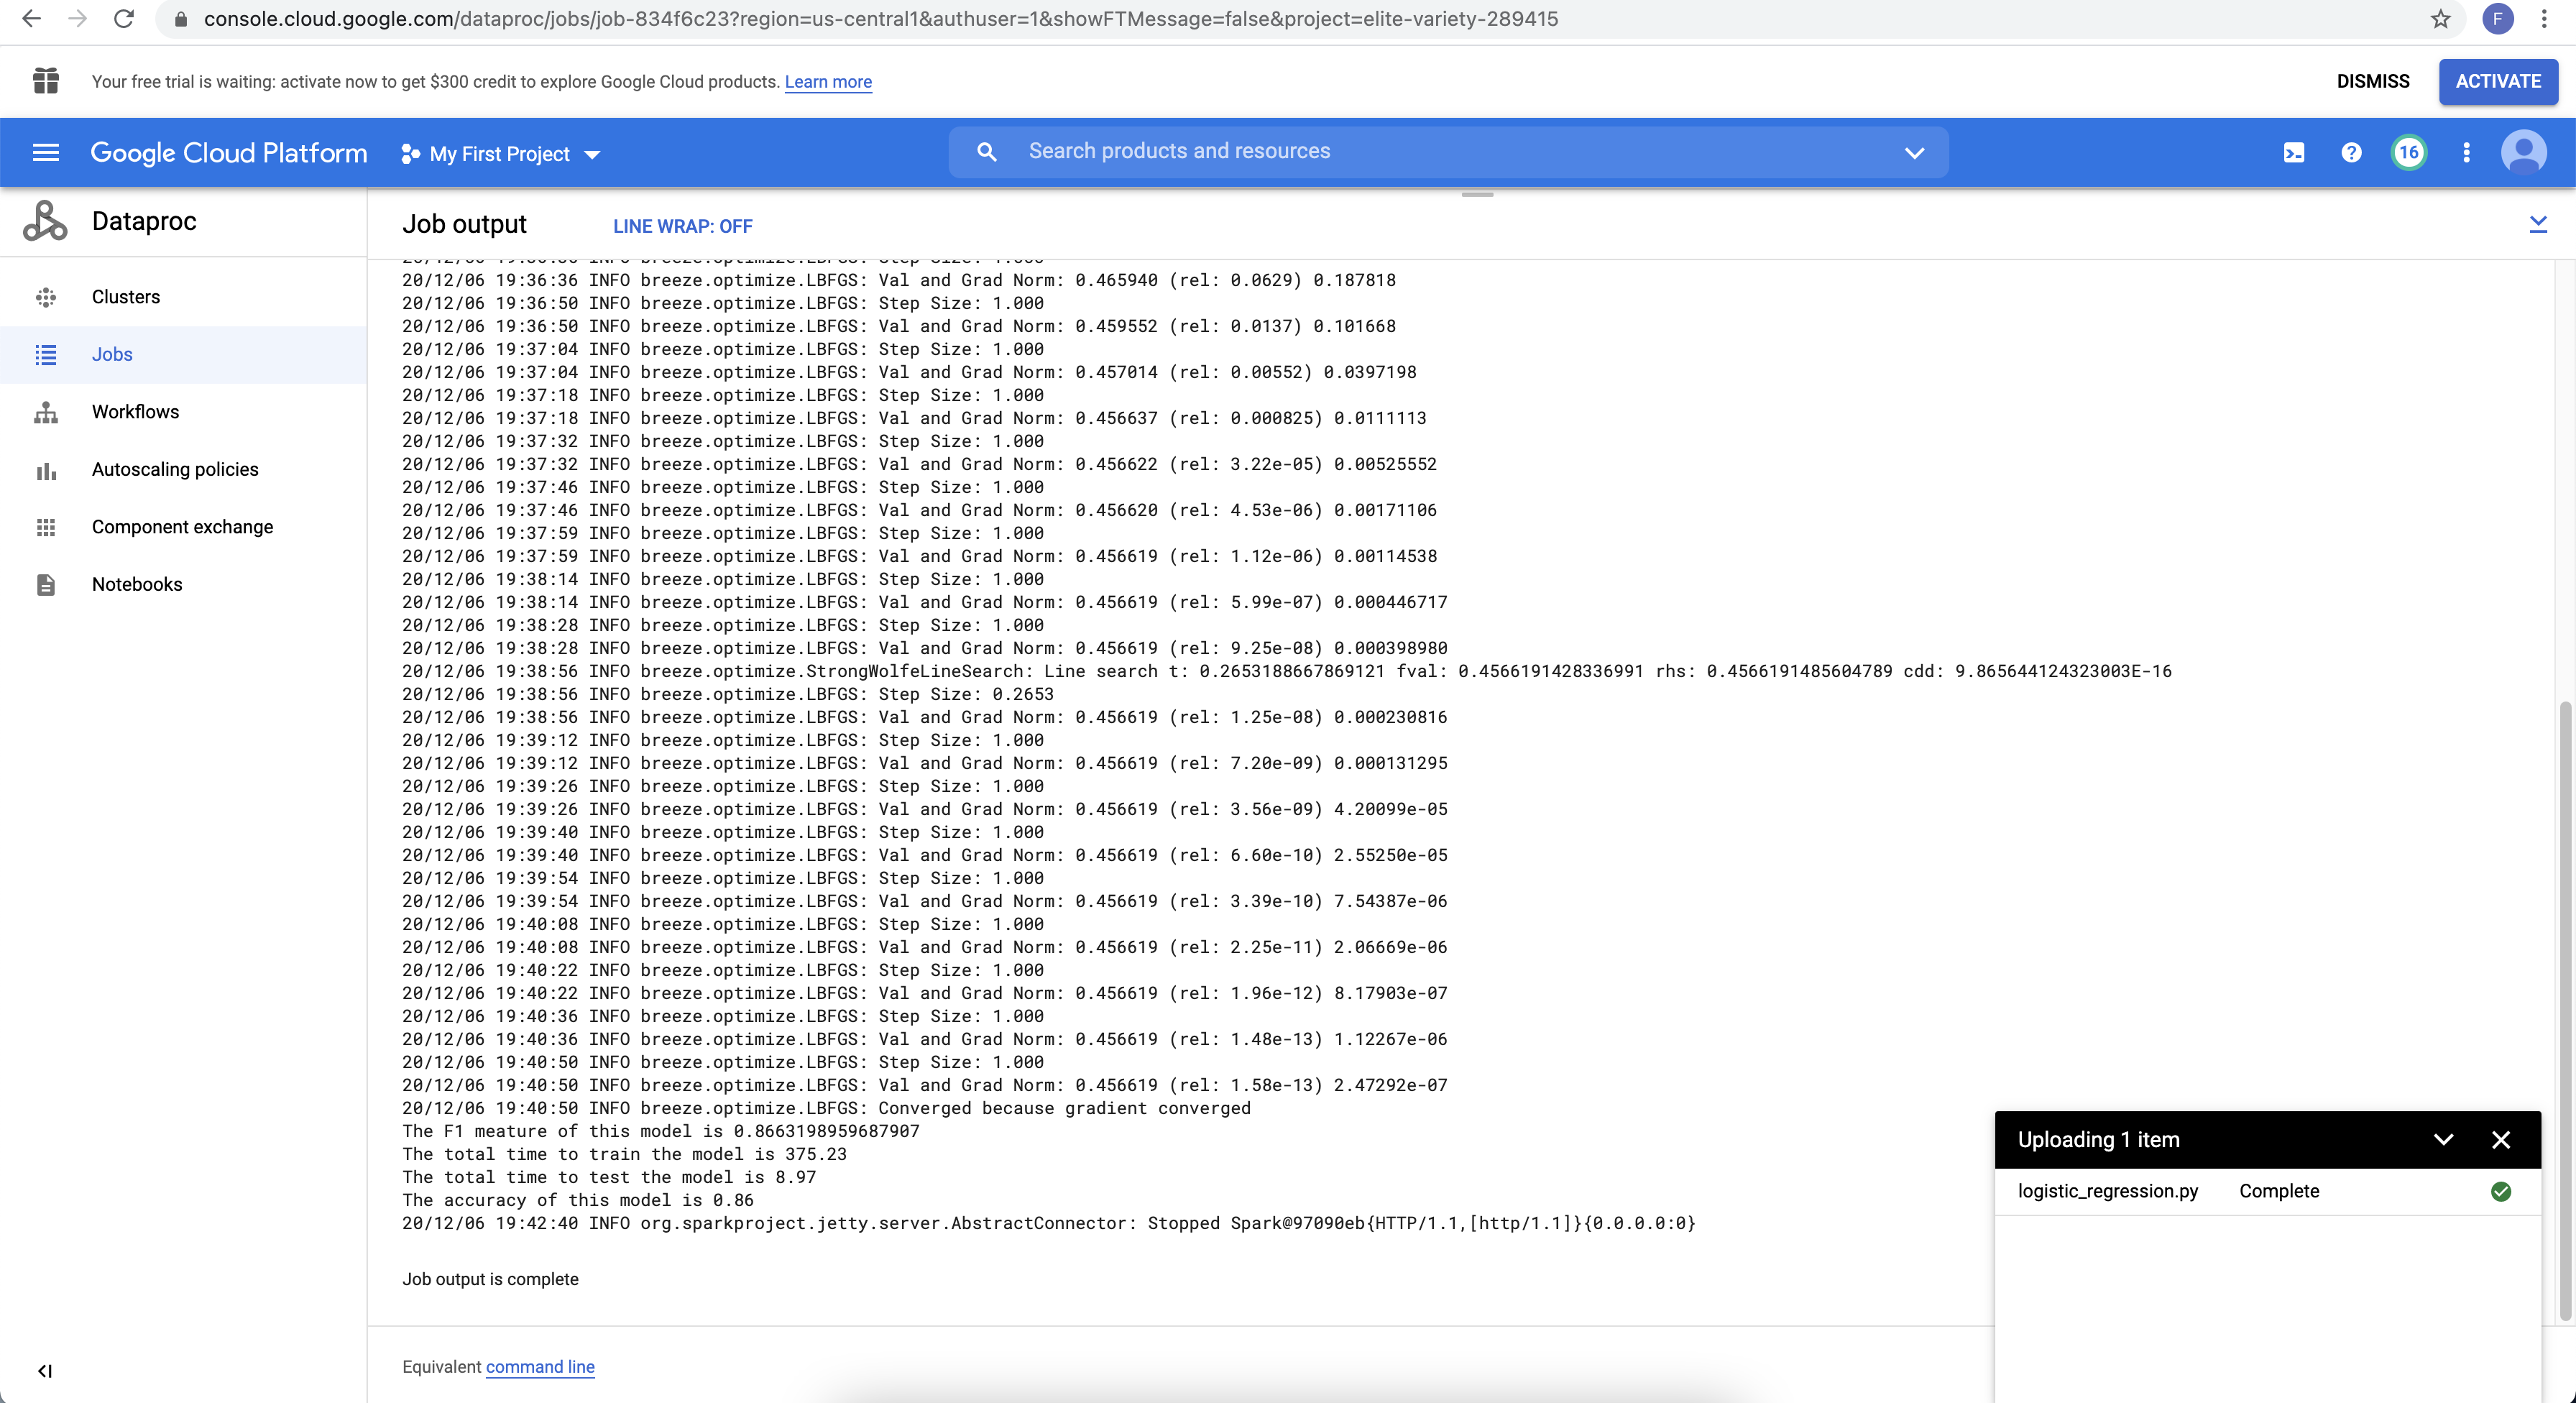 console.cloud.google.com/dataproc/jobs/job-834f6c23?region=us-central1&authuser=1&showFTMessage=false&project=elite-variety-289415
F
Your free trial is waiting: activate now to get $300 credit to explore Google Cloud products. Learn more
DISMISS
ACTIVATE
Google Cloud Platform
My First Project
Search products and resources
16
Dataproc
Clusters
Jobs
Workflows
Autoscaling policies
Component exchange
Notebooks
Job output
LINE WRAP: OFF
20/12/06 19:36:36 INFO breeze.optimize.LBFGS: Step Size: 1.000
20/12/06 19:36:36 INFO breeze.optimize.LBFGS: Val and Grad Norm: 0.465940 (rel: 0.0629) 0.187818
20/12/06 19:36:50 INFO breeze.optimize.LBFGS: Step Size: 1.000
20/12/06 19:36:50 INFO breeze.optimize.LBFGS: Val and Grad Norm: 0.459552 (rel: 0.0137) 0.101668
20/12/06 19:37:04 INFO breeze.optimize.LBFGS: Step Size: 1.000
20/12/06 19:37:04 INFO breeze.optimize.LBFGS: Val and Grad Norm: 0.457014 (rel: 0.00552) 0.0397198
20/12/06 19:37:18 INFO breeze.optimize.LBFGS: Step Size: 1.000
20/12/06 19:37:18 INFO breeze.optimize.LBFGS: Val and Grad Norm: 0.456637 (rel: 0.000825) 0.0111113
20/12/06 19:37:32 INFO breeze.optimize.LBFGS: Step Size: 1.000
20/12/06 19:37:32 INFO breeze.optimize.LBFGS: Val and Grad Norm: 0.456622 (rel: 3.22e-05) 0.00525552
20/12/06 19:37:46 INFO breeze.optimize.LBFGS: Step Size: 1.000
20/12/06 19:37:46 INFO breeze.optimize.LBFGS: Val and Grad Norm: 0.456620 (rel: 4.53e-06) 0.00171106
20/12/06 19:37:59 INFO breeze.optimize.LBFGS: Step Size: 1.000
20/12/06 19:37:59 INFO breeze.optimize.LBFGS: Val and Grad Norm: 0.456619 (rel: 1.12e-06) 0.00114538
20/12/06 19:38:14 INFO breeze.optimize.LBFGS: Step Size: 1.000
20/12/06 19:38:14 INFO breeze.optimize.LBFGS: Val and Grad Norm: 0.456619 (rel: 5.99e-07) 0.000446717
20/12/06 19:38:28 INFO breeze.optimize.LBFGS: Step Size: 1.000
20/12/06 19:38:28 INFO breeze.optimize.LBFGS: Val and Grad Norm: 0.456619 (rel: 9.25e-08) 0.000398980
20/12/06 19:38:56 INFO breeze.optimize.StrongWolfeLineSearch: Line search t: 0.2653188667869121 fval: 0.4566191428336991 rhs: 0.4566191485604789 cdd: 9.865644124323003E-16
20/12/06 19:38:56 INFO breeze.optimize.LBFGS: Step Size: 0.2653
20/12/06 19:38:56 INFO breeze.optimize.LBFGS: Val and Grad Norm: 0.456619 (rel: 1.25e-08) 0.000230816
20/12/06 19:39:12 INFO breeze.optimize.LBFGS: Step Size: 1.000
20/12/06 19:39:12 INFO breeze.optimize.LBFGS: Val and Grad Norm: 0.456619 (rel: 7.20e-09) 0.000131295
20/12/06 19:39:26 INFO breeze.optimize.LBFGS: Step Size: 1.000
20/12/06 19:39:26 INFO breeze.optimize.LBFGS: Val and Grad Norm: 0.456619 (rel: 3.56e-09) 4.20099e-05
20/12/06 19:39:40 INFO breeze.optimize.LBFGS: Step Size: 1.000
20/12/06 19:39:40 INFO breeze.optimize.LBFGS: Val and Grad Norm: 0.456619 (rel: 6.60e-10) 2.55250e-05
20/12/06 19:39:54 INFO breeze.optimize.LBFGS: Step Size: 1.000
20/12/06 19:39:54 INFO breeze.optimize.LBFGS: Val and Grad Norm: 0.456619 (rel: 3.39e-10) 7.54387e-06
20/12/06 19:40:08 INFO breeze.optimize.LBFGS: Step Size: 1.000
20/12/06 19:40:08 INFO breeze.optimize.LBFGS: Val and Grad Norm: 0.456619 (rel: 2.25e-11) 2.06669e-06
20/12/06 19:40:22 INFO breeze.optimize.LBFGS: Step Size: 1.000
20/12/06 19:40:22 INFO breeze.optimize.LBFGS: Val and Grad Norm: 0.456619 (rel: 1.96e-12) 8.17903e-07
20/12/06 19:40:36 INFO breeze.optimize.LBFGS: Step Size: 1.000
20/12/06 19:40:36 INFO breeze.optimize.LBFGS: Val and Grad Norm: 0.456619 (rel: 1.48e-13) 1.12267e-06
20/12/06 19:40:50 INFO breeze.optimize.LBFGS: Step Size: 1.000
20/12/06 19:40:50 INFO breeze.optimize.LBFGS: Val and Grad Norm: 0.456619 (rel: 1.58e-13) 2.47292e-07
20/12/06 19:40:50 INFO breeze.optimize.LBFGS: Converged because gradient converged
The F1 meature of this model is 0.8663198959687907
The total time to train the model is 375.23
The total time to test the model is 8.97
The accuracy of this model is 0.86
20/12/06 19:42:40 INFO org.sparkproject.jetty.server.AbstractConnector: Stopped Spark@97090eb{HTTP/1.1,[http/1.1]}{0.0.0.0:0}
Job output is complete
Equivalent command line
Uploading 1 item
logistic_regression.py Complete